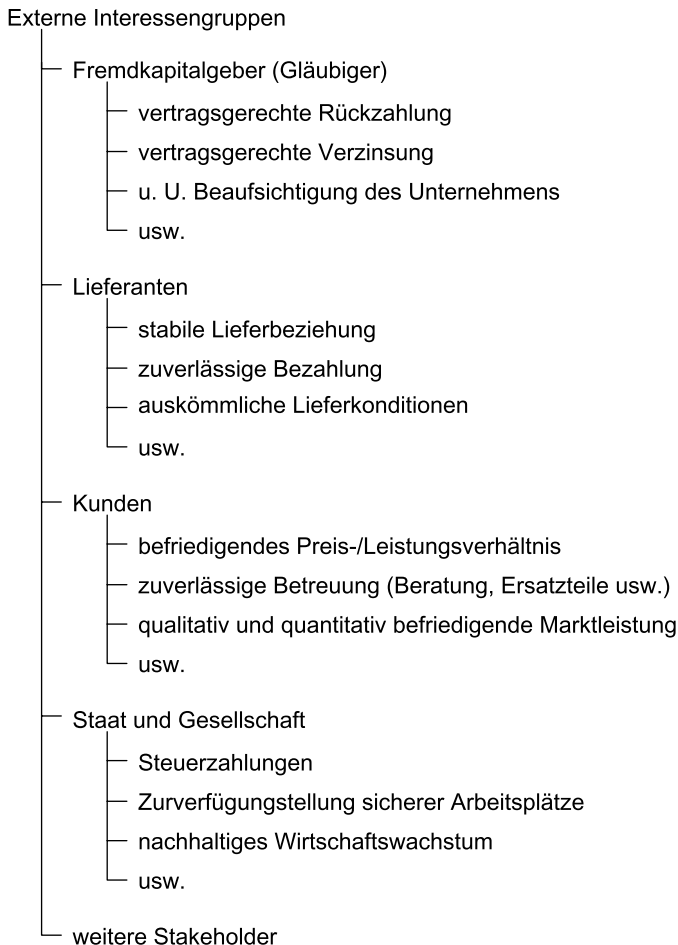 Externe Interessengruppen
Fremdkapitalgeber (Gläubiger)
vertragsgerechte Rückzahlung
vertragsgerechte Verzinsung
u. U. Beaufsichtigung des Unternehmens
usw.
Lieferanten
stabile Lieferbeziehung
zuverlässige Bezahlung
auskömmliche Lieferkonditionen
usw.
Kunden
befriedigendes Preis-/Leistungsverhältnis
zuverlässige Betreuung (Beratung, Ersatzteile usw.)
qualitativ und quantitativ befriedigende Marktleistung
usw.
Staat und Gesellschaft
Steuerzahlungen
Zurverfügungstellung sicherer Arbeitsplätze
nachhaltiges Wirtschaftswachstum
usw.
weitere Stakeholder